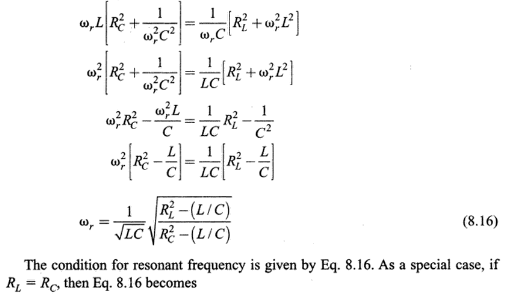 ω_r L [R_C^2 + 1/(ω_r^2 C^2)] = 1/(ω_r C) [R_L^2 + ω_r^2 L^2]
ω_r^2 [R_C^2 + 1/(ω_r^2 C^2)] = 1/(LC) [R_L^2 + ω_r^2 L^2]
ω_r^2 R_C^2 − (ω_r^2 L)/C = 1/(LC) R_L^2 − 1/C^2
ω_r^2 [R_C^2 − L/C] = 1/(LC) [R_L^2 − L/C]
ω_r = 1/√(LC) √((R_L^2 − (L/C))/(R_C^2 − (L/C))) (8.16)
The condition for resonant frequency is given by Eq. 8.16. As a special case, if
R_L = R_C, then Eq. 8.16 becomes